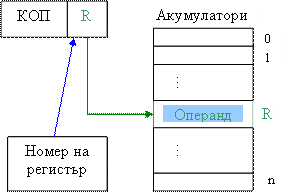 КОП R
Акумулатори
0
1
⋮
Операнд R
⋮
n
Номер на
регистър